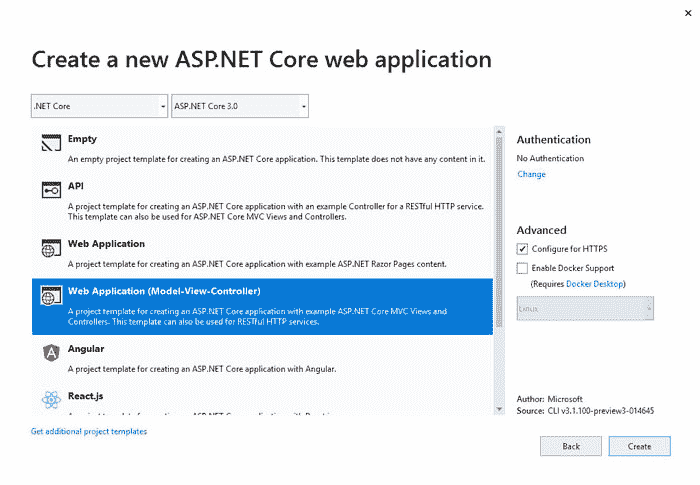 Create a new ASP.NET Core web application
.NET Core
ASP.NET Core 3.0
Empty
An empty project template for creating an ASP.NET Core application. This template does not have any content in it.
API
A project template for creating an ASP.NET Core application with an example Controller for a RESTful HTTP service.
This template can also be used for ASP.NET Core MVC Views and Controllers.
Web Application
A project template for creating an ASP.NET Core application with example ASP.NET Razor Pages content.
Web Application (Model-View-Controller)
A project template for creating an ASP.NET Core application with example ASP.NET Core MVC Views and
Controllers. This template can also be used for RESTful HTTP services.
Angular
A project template for creating an ASP.NET Core application with Angular.
React.js
Get additional project templates
Authentication
No Authentication
Change
Advanced
Configure for HTTPS
Enable Docker Support
(Requires Docker Desktop)
Linux
Author: Microsoft
Source: CLI v3.1.100-preview3-014645
Back
Create